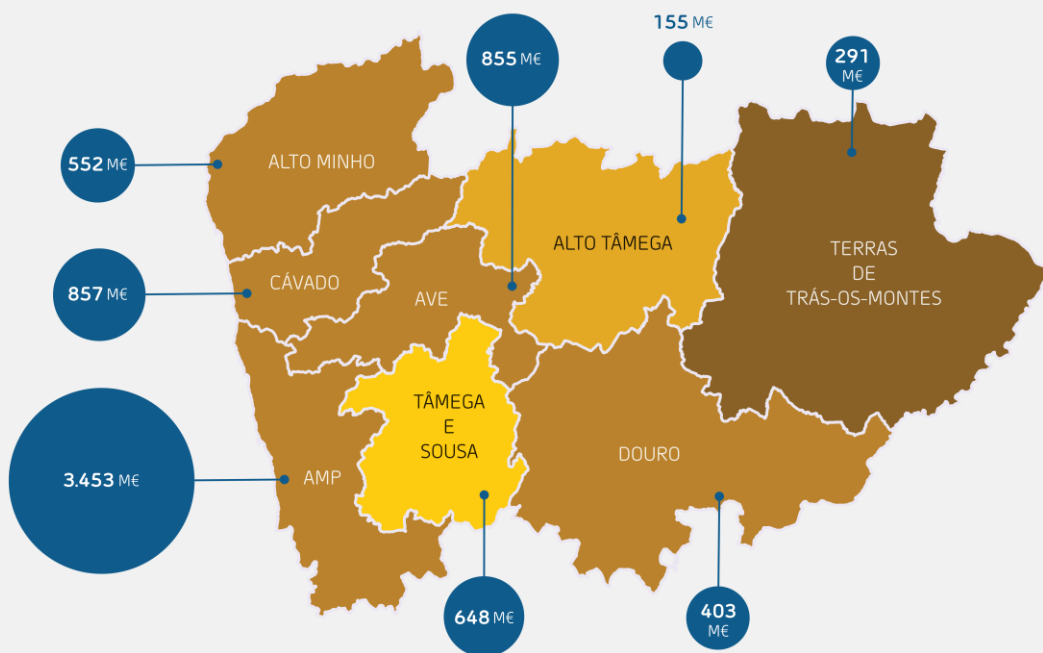 155 M€
855 M€
291
M€
552 M€
ALTO MINHO
ALTO TÂMEGA
TERRAS
DE
TRÁS-OS-MONTES
CÁVADO
857 M€
AVE
TÂMEGA
E
SOUSA
DOURO
3.453 M€
AMP
648 M€
403
M€